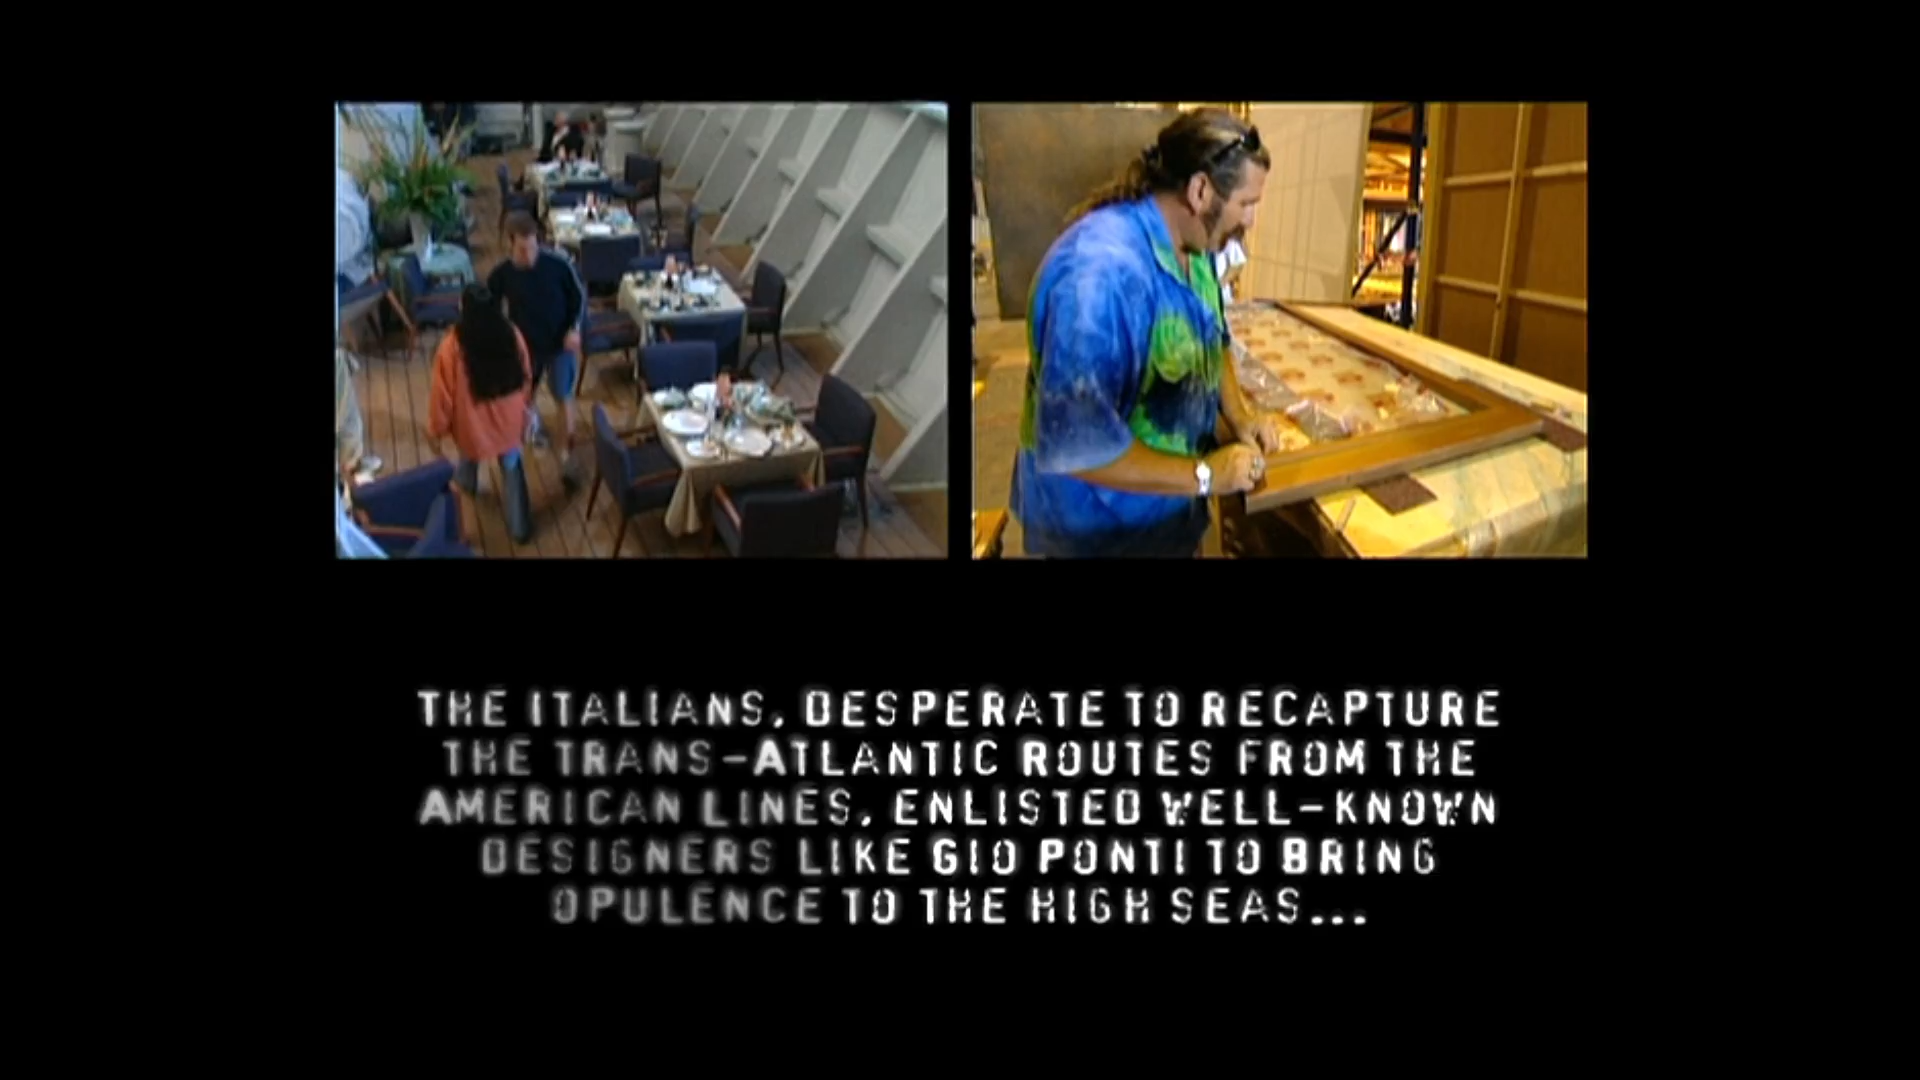 THE ITALIANS, DESPERATE TO RECAPTURE
THE TRANS-ATLANTIC ROUTES FROM THE
AMERICAN LINES, ENLISTED WELL-KNOWN
DESIGNERS LIKE GIO PONTI TO BRING
OPULENCE TO THE HIGH SEAS...